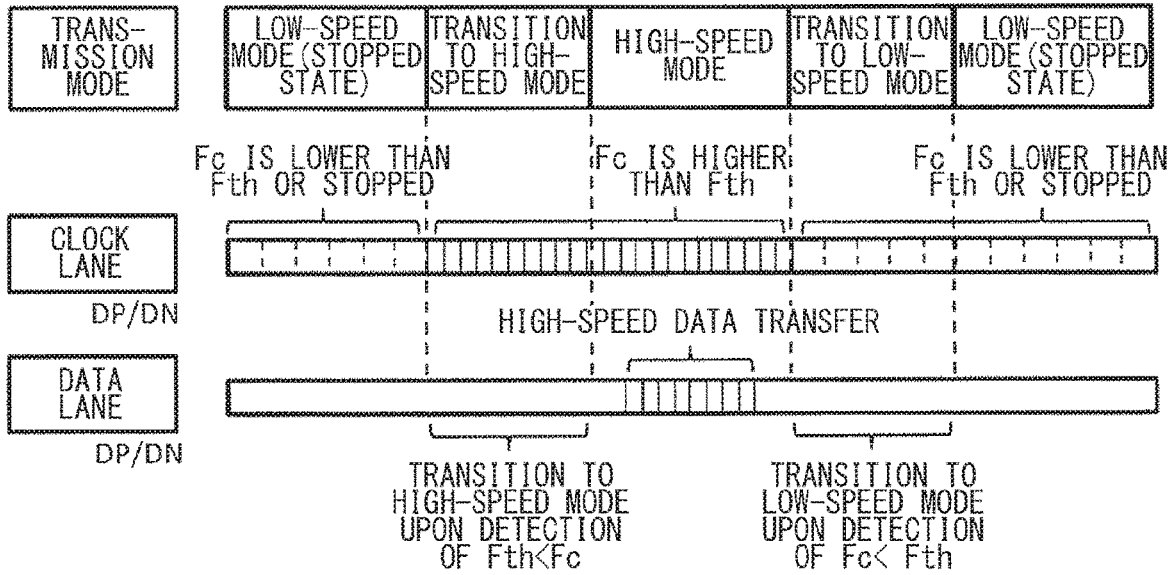 TRANS-
MISSION
MODE
LOW-SPEED
MODE(STOPPED
STATE)
TRANSITION
TO HIGH-
SPEED MODE
HIGH-SPEED
MODE
TRANSITION
TO LOW-
SPEED MODE
LOW-SPEED
MODE(STOPPED
STATE)
Fc IS LOWER THAN
Fth OR STOPPED
Fc IS HIGHER
THAN Fth
Fc IS LOWER THAN
Fth OR STOPPED
CLOCK
LANE
DP/DN
HIGH-SPEED DATA TRANSFER
DATA
LANE
DP/DN
TRANSITION TO
HIGH-SPEED MODE
UPON DETECTION
OF Fth<Fc
TRANSITION TO
LOW-SPEED MODE
UPON DETECTION
OF Fc< Fth